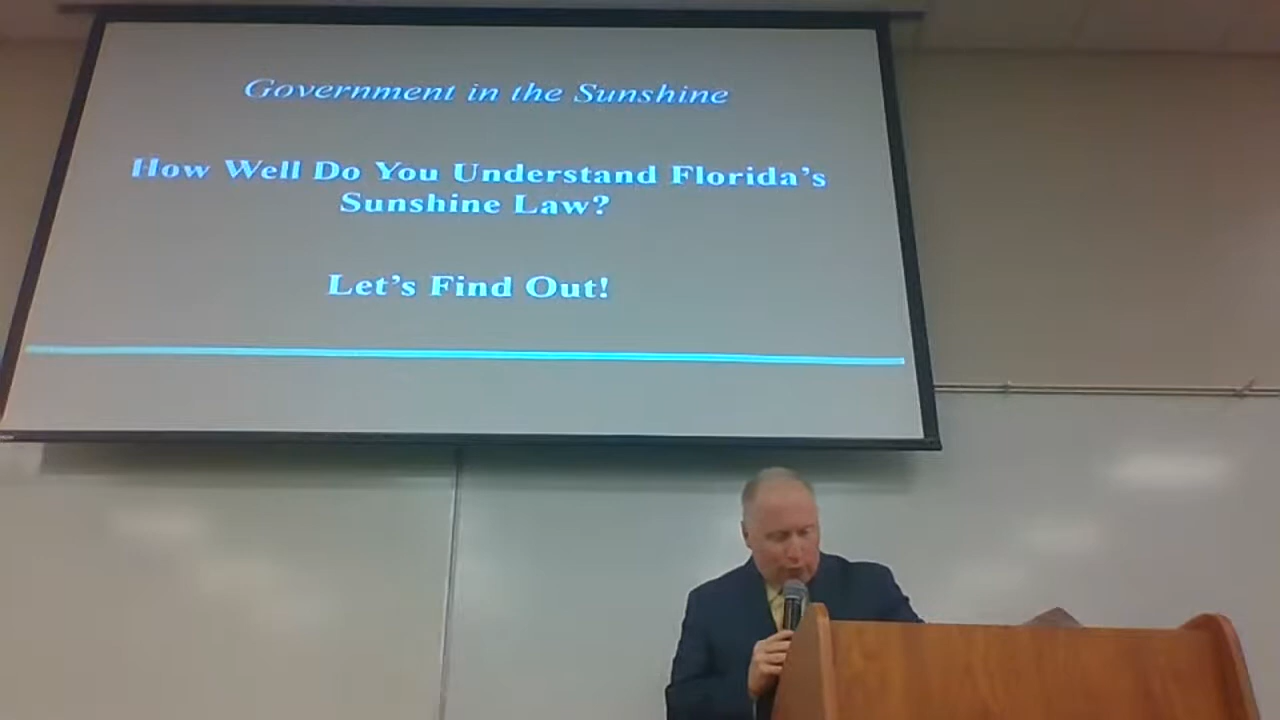 Government in the Sunshine
How Well Do You Understand Florida's
Sunshine Law?
Let's Find Out!